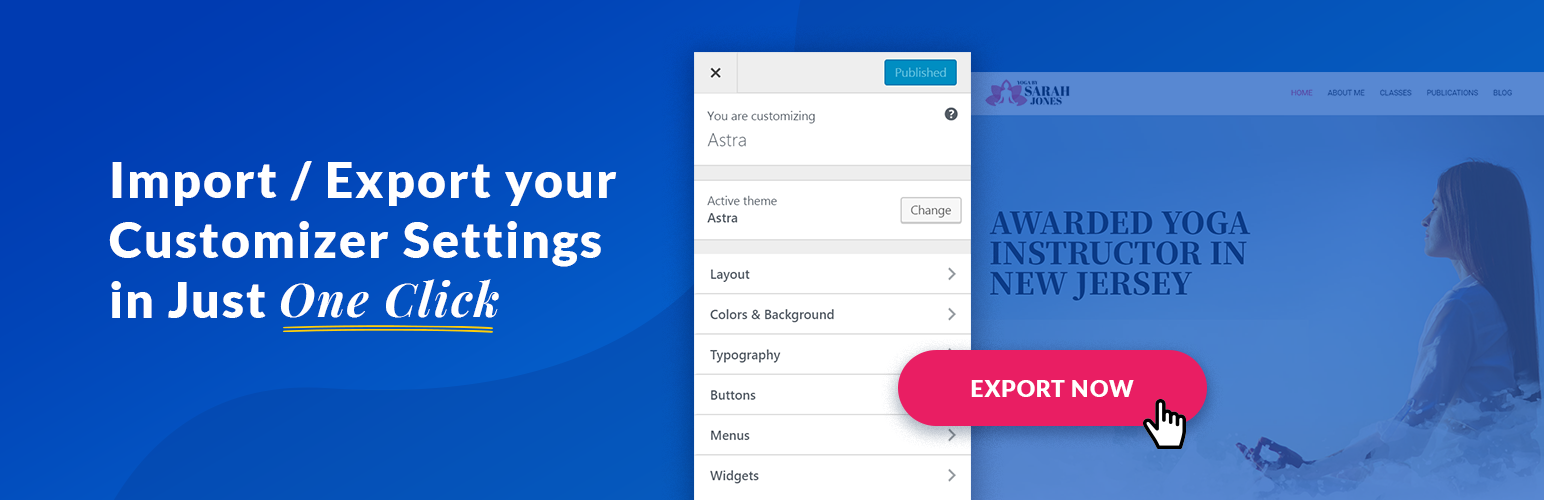 Import / Export your
Customizer Settings
in Just One Click
Published
You are customizing
Astra
Active theme
Astra
Change
Layout
Colors & Background
Typography
Buttons
Menus
Widgets
YOGA BY
SARAH
JONES
HOME ABOUT ME CLASSES PUBLICATIONS BLOG
AWARDED YOGA
INSTRUCTOR IN
NEW JERSEY
EXPORT NOW